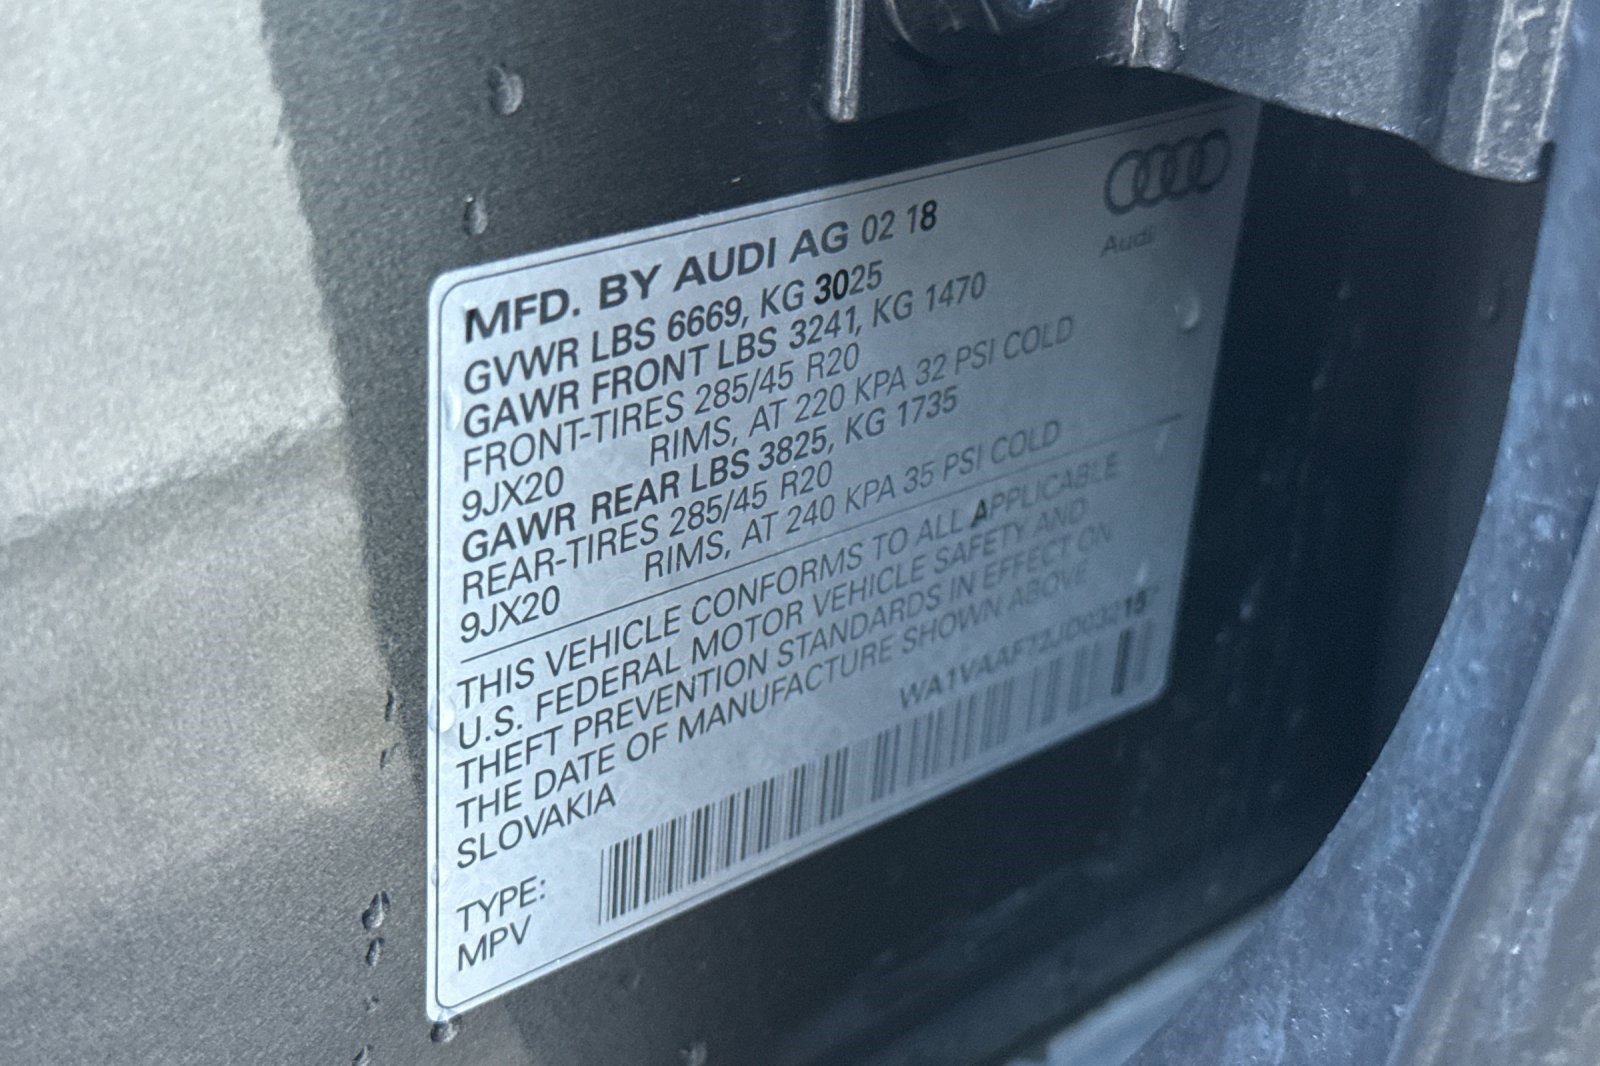 MFD. BY AUDI AG 02 18
Audi
GVWR LBS 6669, KG 3025
GAWR FRONT LBS 3241, KG 1470
FRONT-TIRES 285/45 R20
9JX20 RIMS, AT 220 KPA 32 PSI COLD
GAWR REAR LBS 3825, KG 1735
REAR-TIRES 285/45 R20
9JX20 RIMS, AT 240 KPA 35 PSI COLD
THIS VEHICLE CONFORMS TO ALL APPLICABLE
U.S. FEDERAL MOTOR VEHICLE SAFETY AND
THEFT PREVENTION STANDARDS IN EFFECT ON
THE DATE OF MANUFACTURE SHOWN ABOVE
SLOVAKIA
TYPE:
MPV